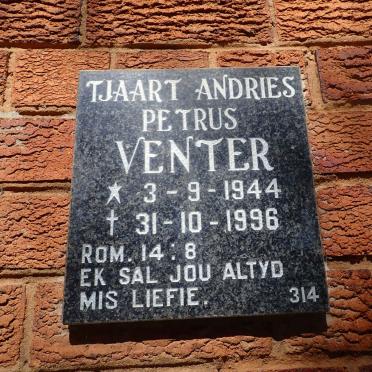 TJAART ANDRIES
PETRUS
VENTER
★ 3-9-1944
† 31-10-1996
ROM. 14:8
EK SAL JOU ALTYD
MIS LIEFIE. 314